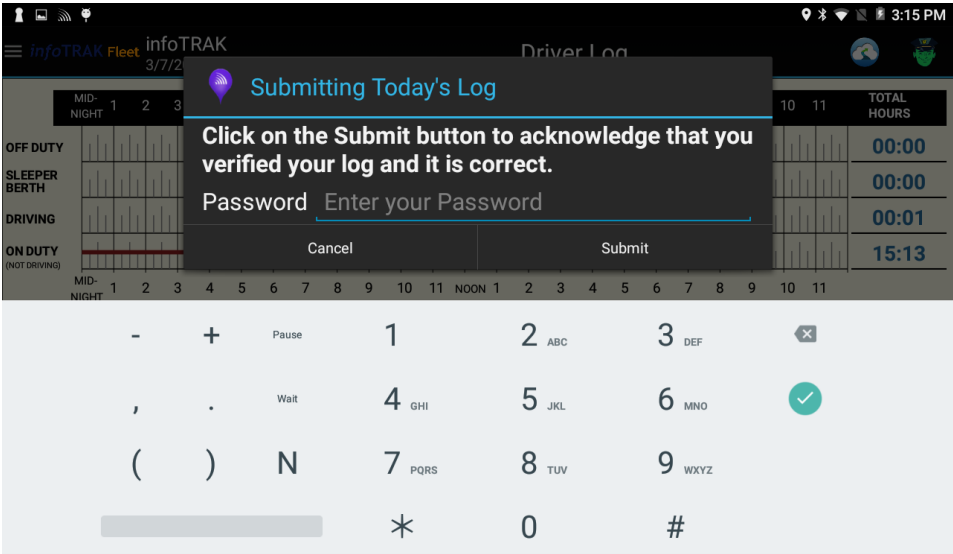 3:15 PM
infoTRAK Fleet
infoTRAK
3/7/2
Driver Log
Submitting Today's Log
Click on the Submit button to acknowledge that you
verified your log and it is correct.
Password Enter your Password
Cancel Submit
MID-
NIGHT 1 2 3 10 11 TOTAL
HOURS
OFF DUTY 00:00
SLEEPER
BERTH 00:00
DRIVING 00:01
ON DUTY
(NOT DRIVING) 15:13
MID-
NIGHT 1 2 3 4 5 6 7 8 9 10 11 NOON 1 2 3 4 5 6 7 8 9 10 11
- + Pause 1 2 ABC 3 DEF
, . Wait 4 GHI 5 JKL 6 MNO
( ) N 7 PQRS 8 TUV 9 WXYZ
* 0 #